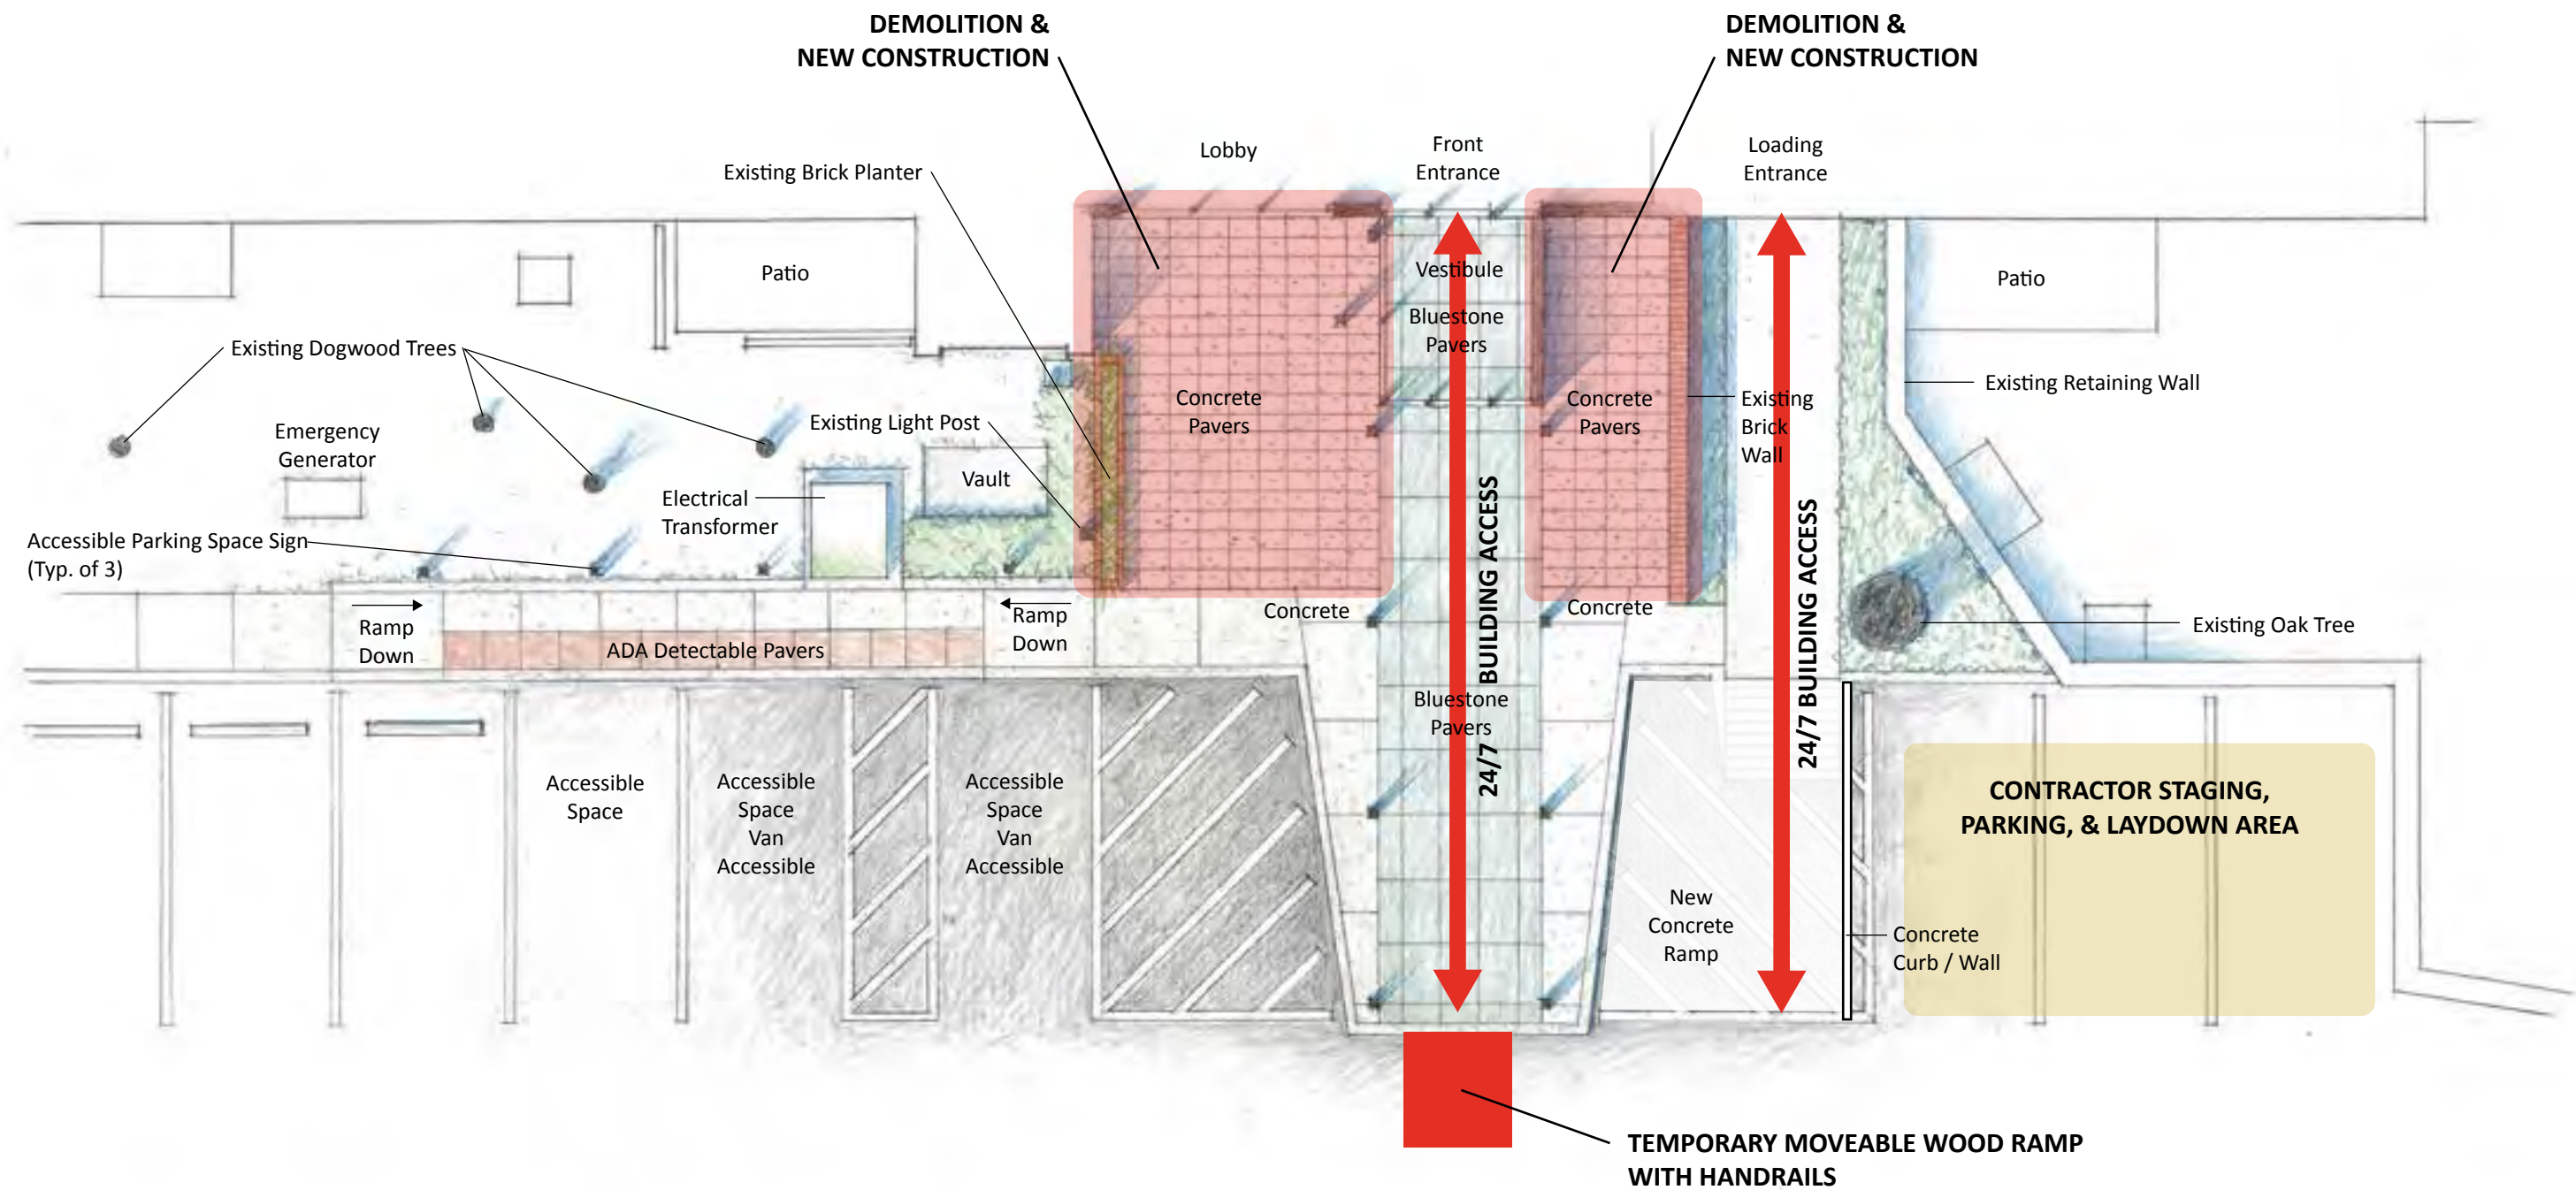 DEMOLITION &
NEW CONSTRUCTION
DEMOLITION &
NEW CONSTRUCTION
Lobby
Front
Entrance
Loading
Entrance
Existing Brick Planter
Patio
Vestibule
Bluestone
Pavers
Patio
Existing Dogwood Trees
Existing Retaining Wall
Concrete
Pavers
Concrete
Pavers
Existing
Brick
Wall
Existing Light Post
Emergency
Generator
Vault
Electrical
Transformer
Accessible Parking Space Sign
(Typ. of 3)
24/7 BUILDING ACCESS
24/7 BUILDING ACCESS
Ramp
Down
ADA Detectable Pavers
Ramp
Down
Concrete
Concrete
Existing Oak Tree
Bluestone
Pavers
Accessible
Space
Accessible
Space
Van
Accessible
Accessible
Space
Van
Accessible
CONTRACTOR STAGING,
PARKING, & LAYDOWN AREA
New
Concrete
Ramp
Concrete
Curb / Wall
TEMPORARY MOVEABLE WOOD RAMP
WITH HANDRAILS